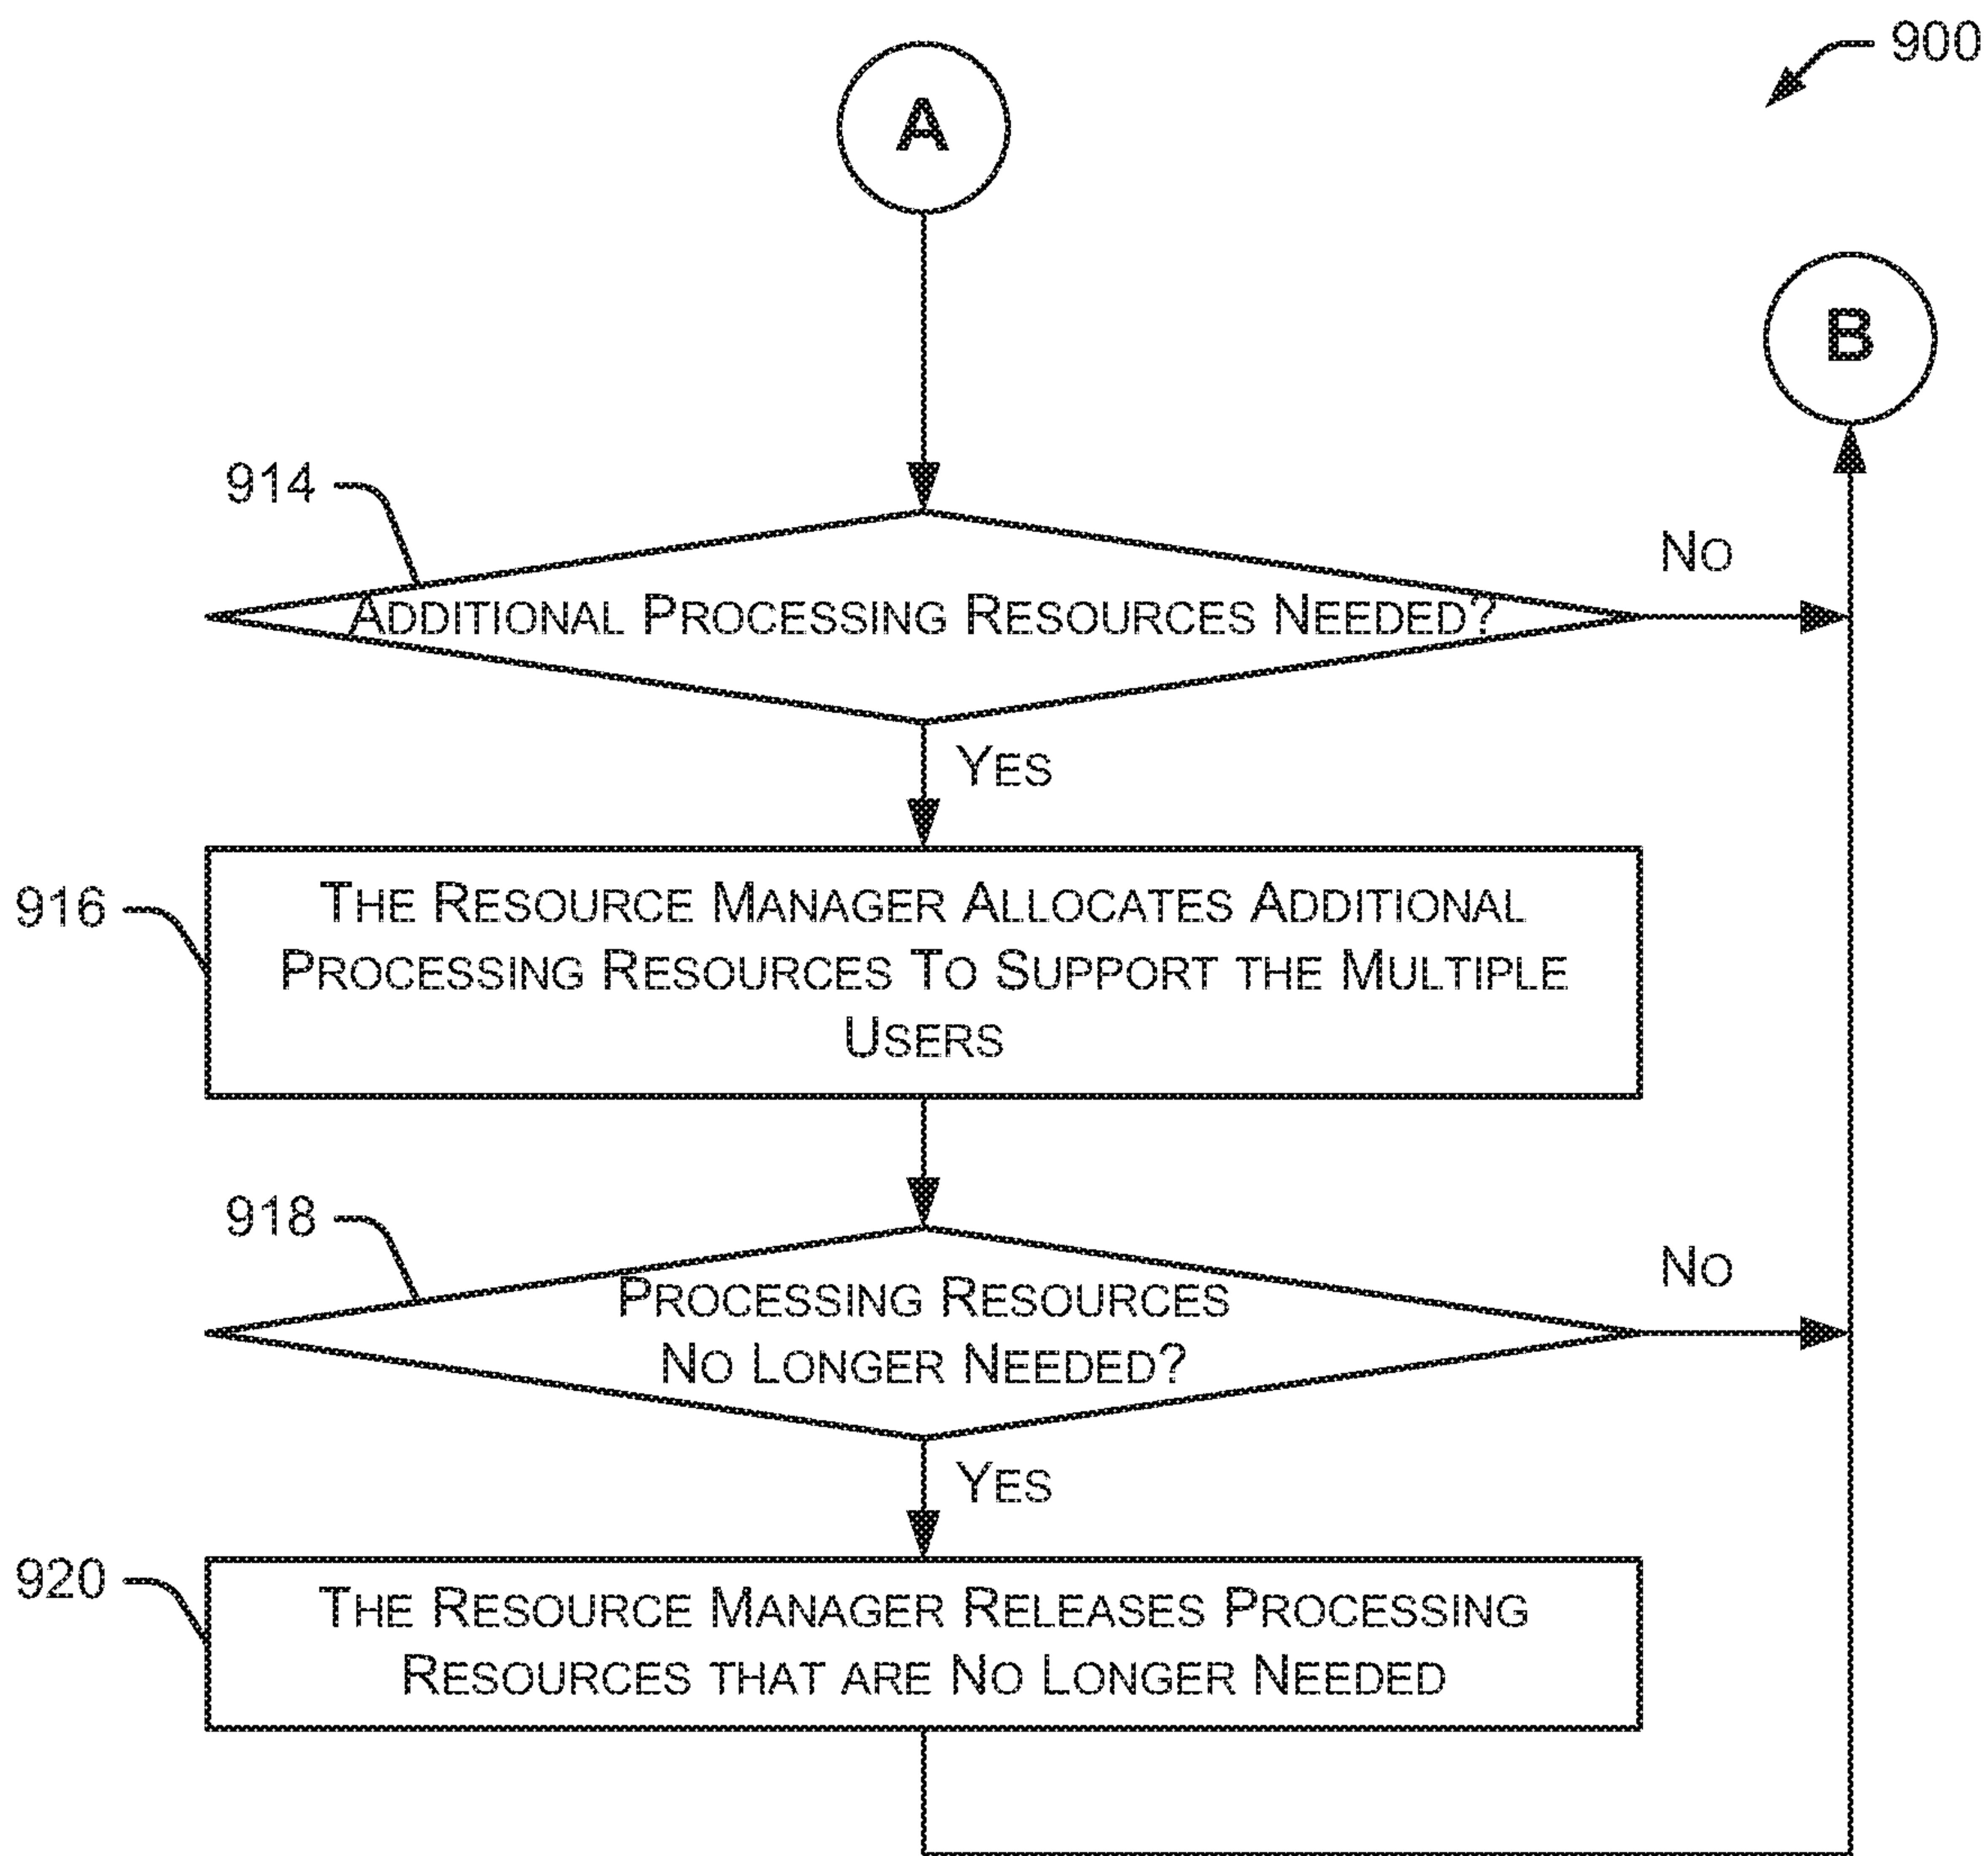 900
A
B
914
ADDITIONAL PROCESSING RESOURCES NEEDED?
NO
YES
916
THE RESOURCE MANAGER ALLOCATES ADDITIONAL
PROCESSING RESOURCES TO SUPPORT THE MULTIPLE
USERS
918
PROCESSING RESOURCES
NO LONGER NEEDED?
NO
YES
920
THE RESOURCE MANAGER RELEASES PROCESSING
RESOURCES THAT ARE NO LONGER NEEDED